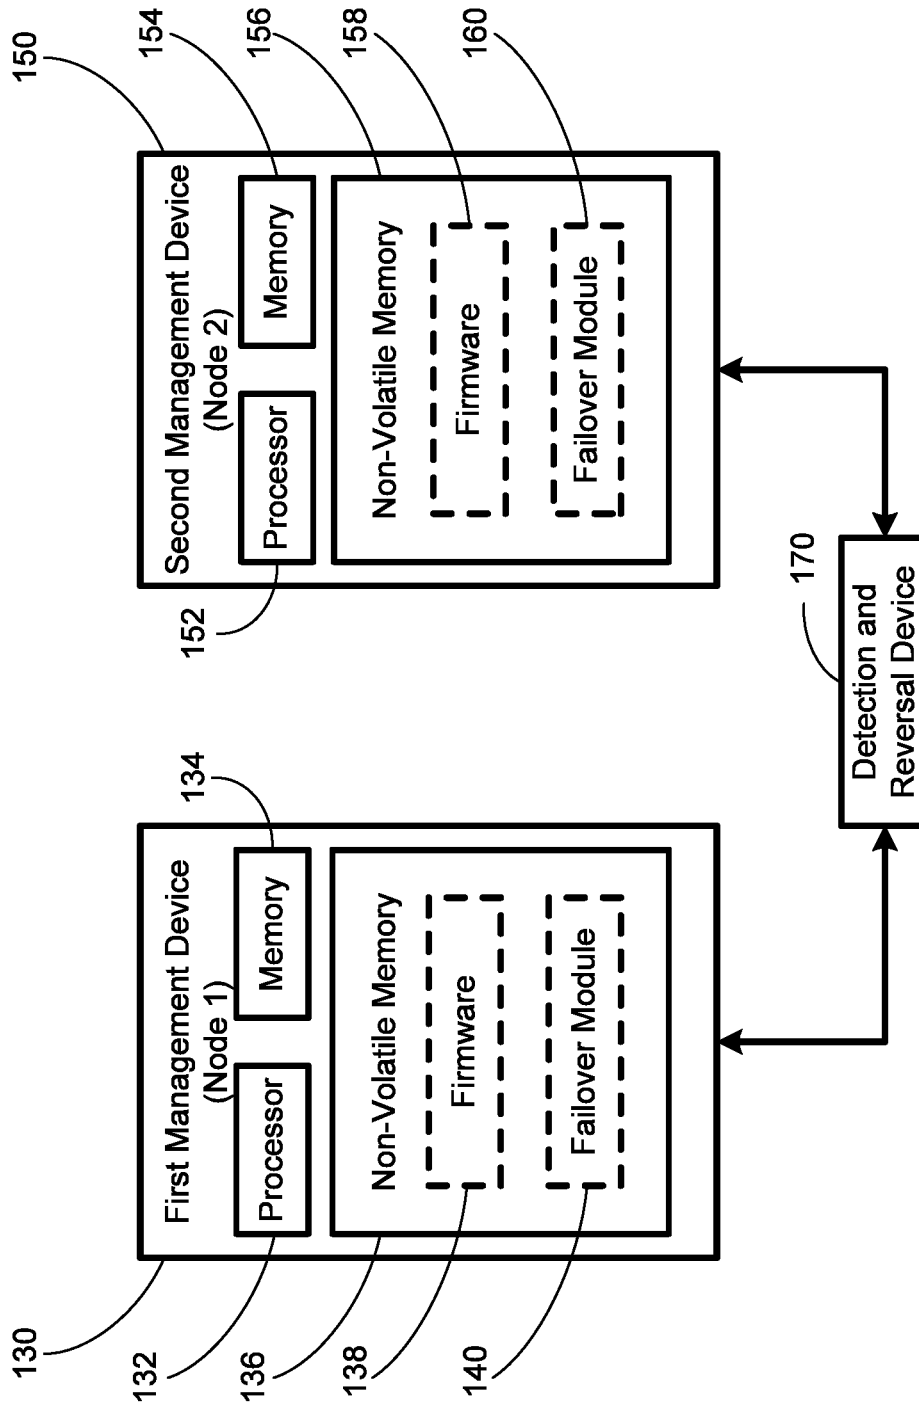 130
First Management Device
(Node 1)
132
Processor
134
Memory
136
Non-Volatile Memory
138
Firmware
140
Failover Module
150
Second Management Device
(Node 2)
152
Processor
154
Memory
156
Non-Volatile Memory
158
Firmware
160
Failover Module
170
Detection and
Reversal Device